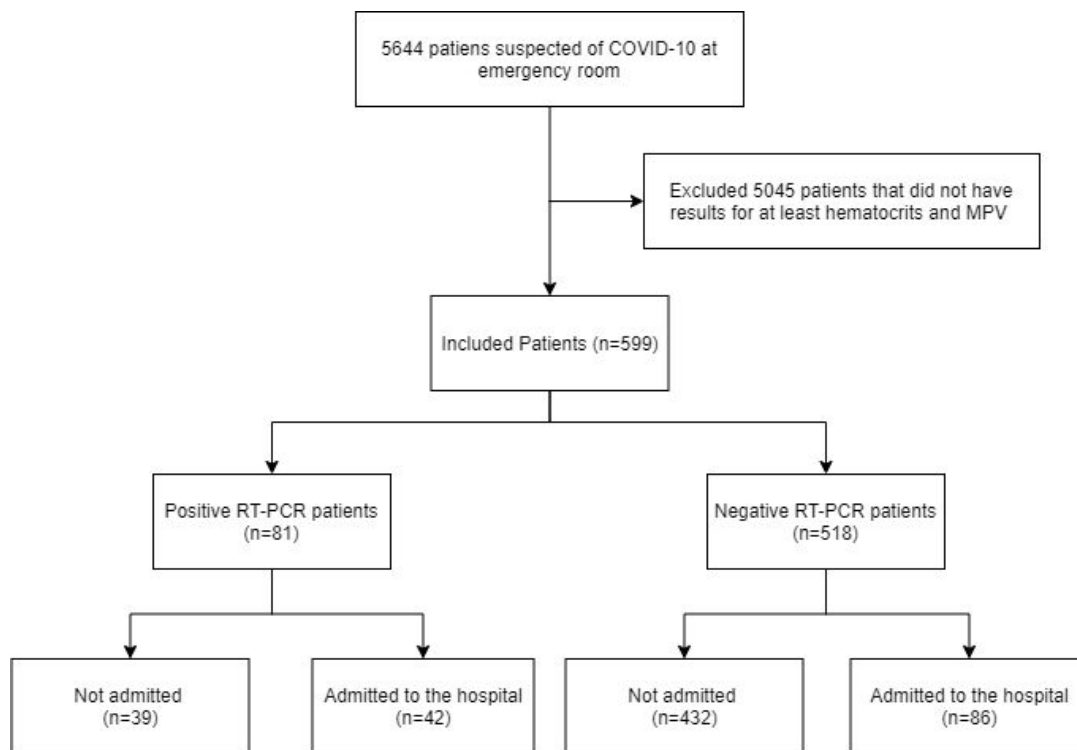 5644 patiens suspected of COVID-10 at
emergency room
Excluded 5045 patients that did not have
results for at least hematocrits and MPV
Included Patients (n=599)
Positive RT-PCR patients
(n=81)
Negative RT-PCR patients
(n=518)
Not admitted
(n=39)
Admitted to the hospital
(n=42)
Not admitted
(n=432)
Admitted to the hospital
(n=86)